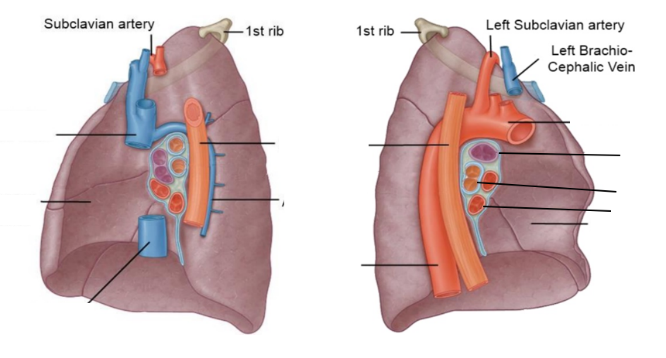 Subclavian artery
1st rib
1st rib
Left Subclavian artery
Left Brachio-
Cephalic Vein